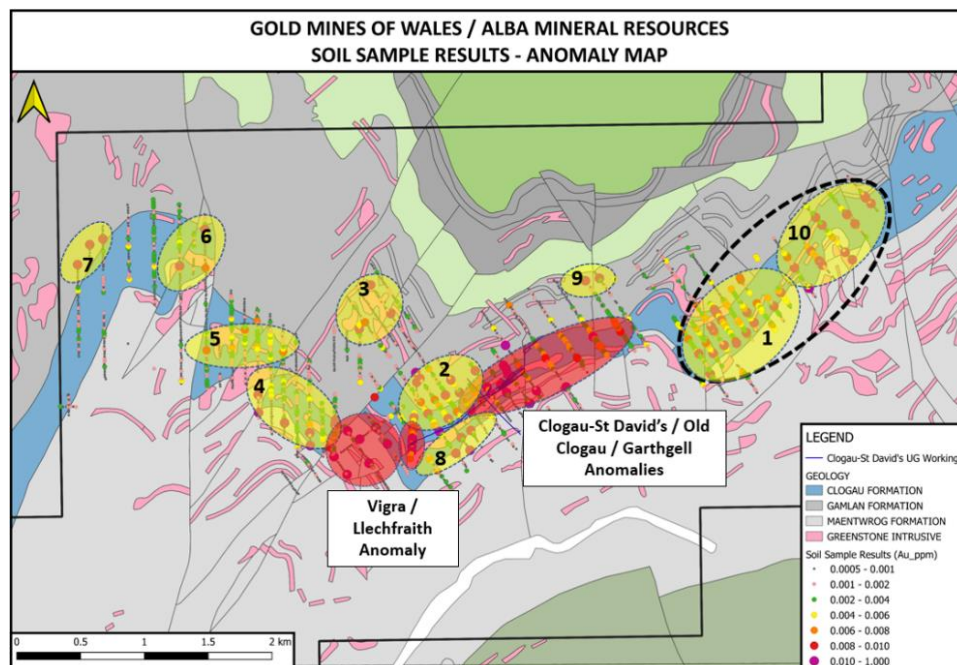 GOLD MINES OF WALES / ALBA MINERAL RESOURCES
SOIL SAMPLE RESULTS - ANOMALY MAP
10
6
7
9
3
1
5
2
4
8
Clogau-St David's / Old
Clogau / Garthgell
Anomalies
Vigra /
Llechfraith
Anomaly
LEGEND
Clogau-St David's UG Working
GEOLOGY
CLOGAU FORMATION
GAMLAN FORMATION
MAENTWROG FORMATION
GREENSTONE INTRUSIVE
Soil Sample Results (Au_ppm)
0.0005 - 0.001
0.001 - 0.002
0.002 - 0.004
0.004 - 0.006
0.006 - 0.008
0.008 - 0.010
0.010 - 1.000
0 0.5 1 1.5 2 km